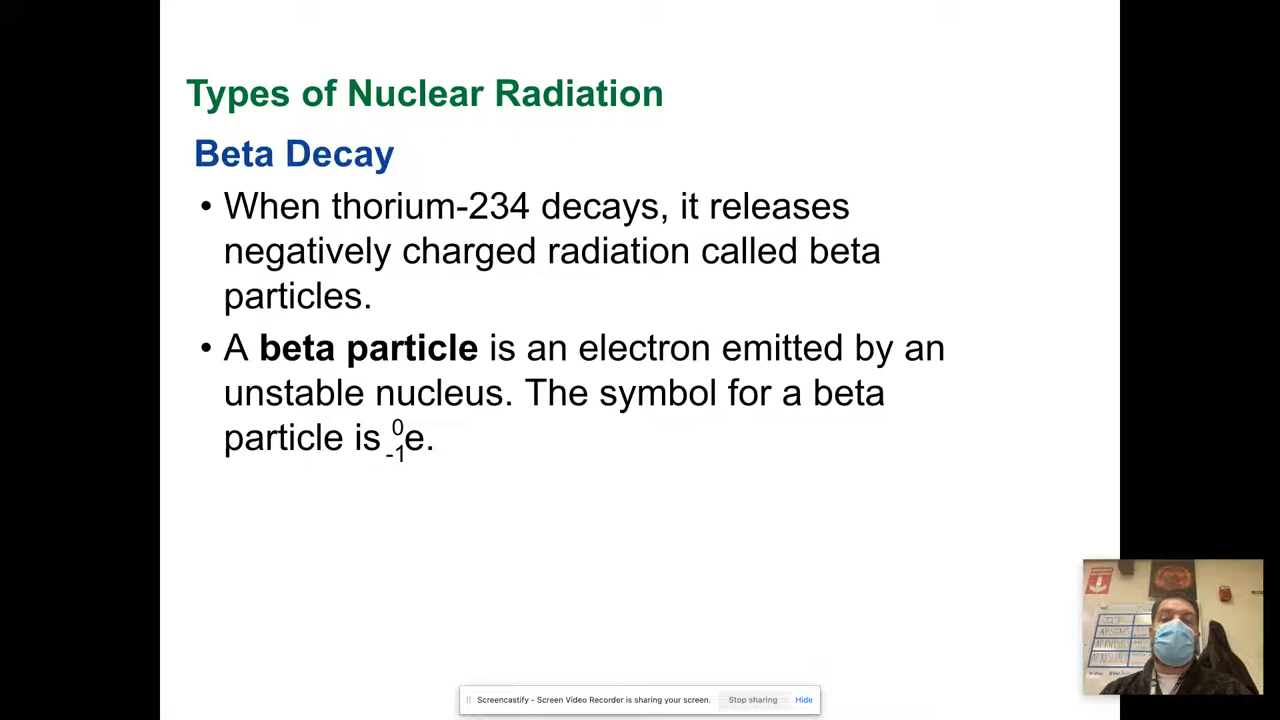 Types of Nuclear Radiation
Beta Decay
• When thorium-234 decays, it releases
negatively charged radiation called beta
particles.
• A beta particle is an electron emitted by an
unstable nucleus. The symbol for a beta
particle is ⁰₋₁e.
Screencastify - Screen Video Recorder is sharing your screen. Stop sharing Hide